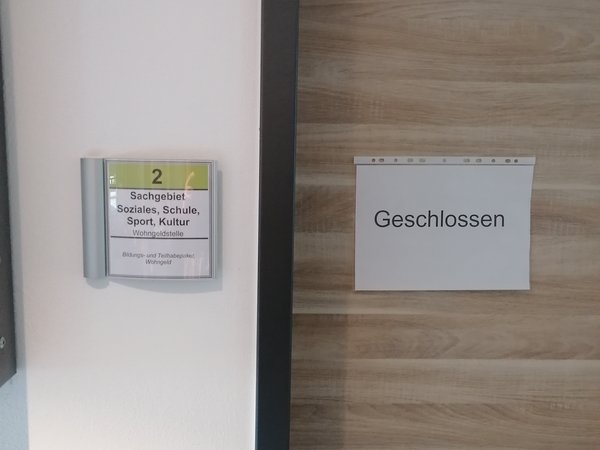 2
Sachgebiet
Soziales, Schule,
Sport, Kultur
Wohngeldstelle
Bildungs- und Teilhabepaket,
Wohngeld
Geschlossen